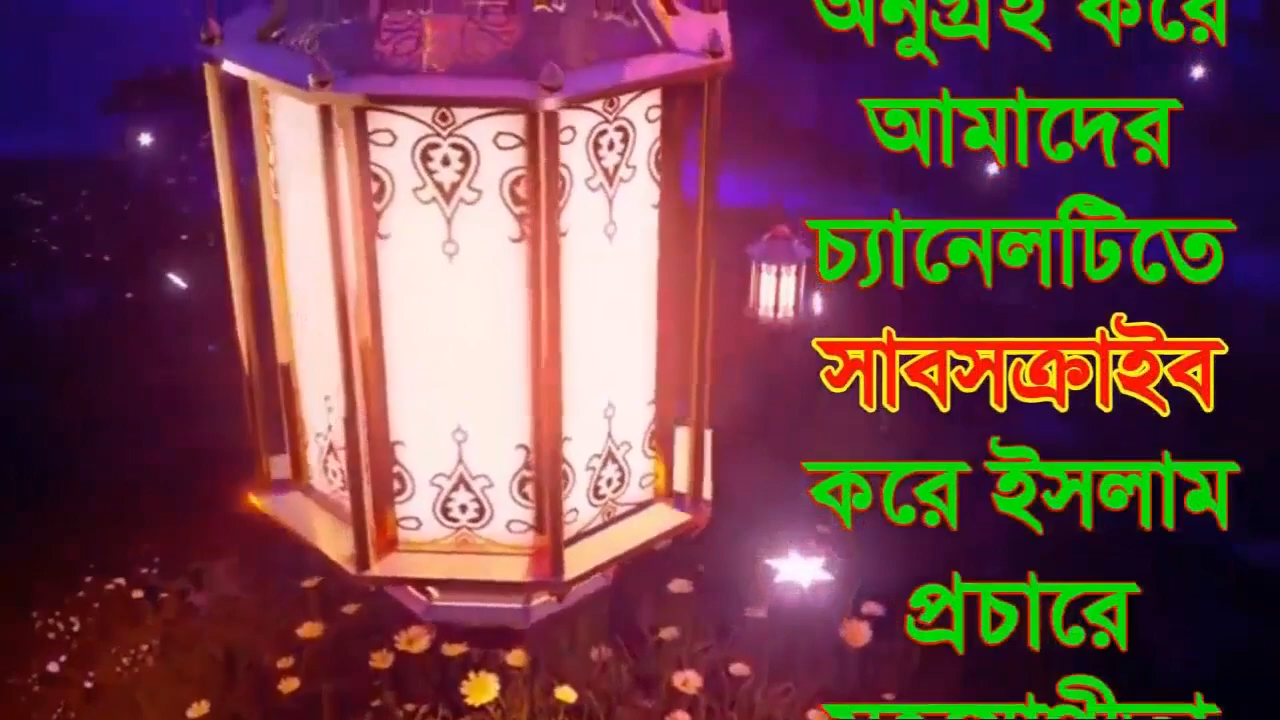 অনুগ্রহ করে
আমাদের
চ্যানেলটিতে
সাবসক্রাইব
করে ইসলাম
প্রচারে